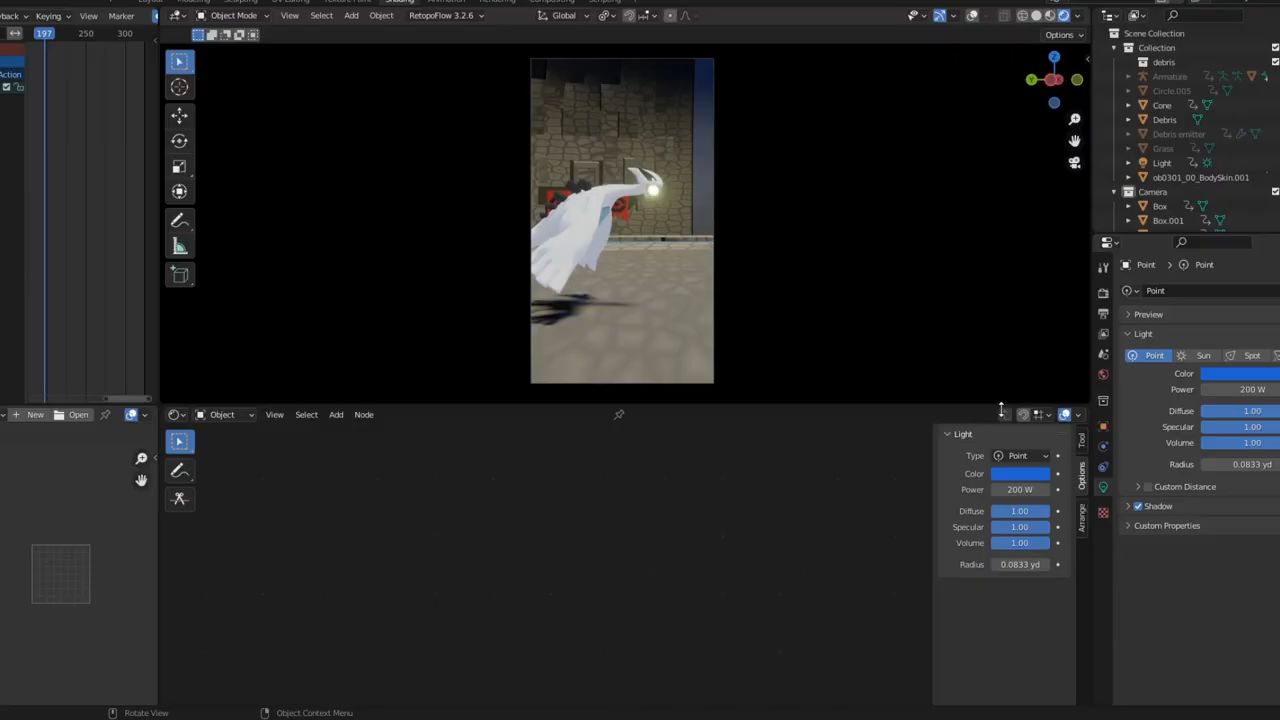 Keying View Marker
197 250 300
Action
Object Mode View Select Add Object RetopoFlow 3.2.6 Global
Options
Scene Collection
Collection
debris
Armature
Circle.005
Cone
Debris
Debris emitter
Grass
Light
ob0301_00_BodySkin.001
Camera
Box
Box.001
Z
Y
Point Point
Point
Preview
Light
Point Sun Spot
Color
Power 200 W
Diffuse 1.00
Specular 1.00
Volume 1.00
Radius 0.0833 yd
Custom Distance
Shadow
Custom Properties
New Open
Object View Select Add Node
Light
Type Point
Color
Power 200 W
Diffuse 1.00
Specular 1.00
Volume 1.00
Radius 0.0833 yd
Tool
Options
Arrange
Rotate View Object Context Menu